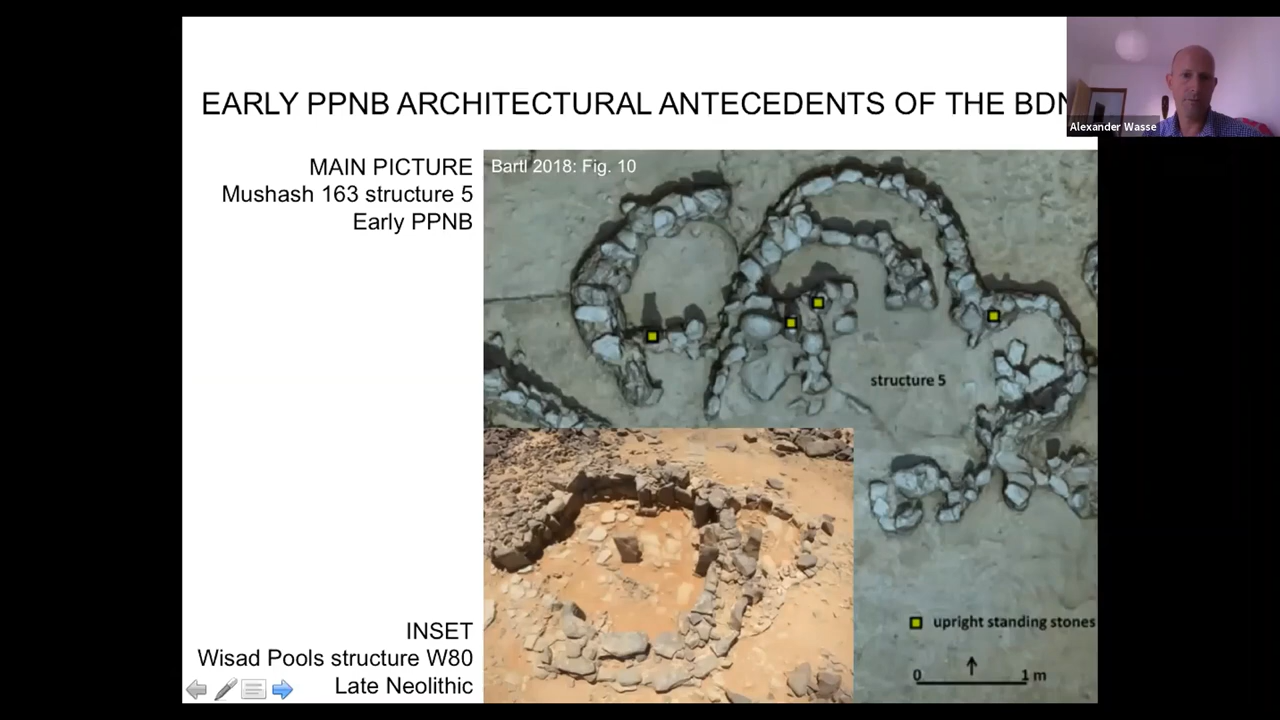 EARLY PPNB ARCHITECTURAL ANTECEDENTS OF THE BDN
Alexander Wasse
MAIN PICTURE
Mushash 163 structure 5
Early PPNB
Bartl 2018: Fig. 10
structure 5
upright standing stones
0 1 m
INSET
Wisad Pools structure W80
Late Neolithic